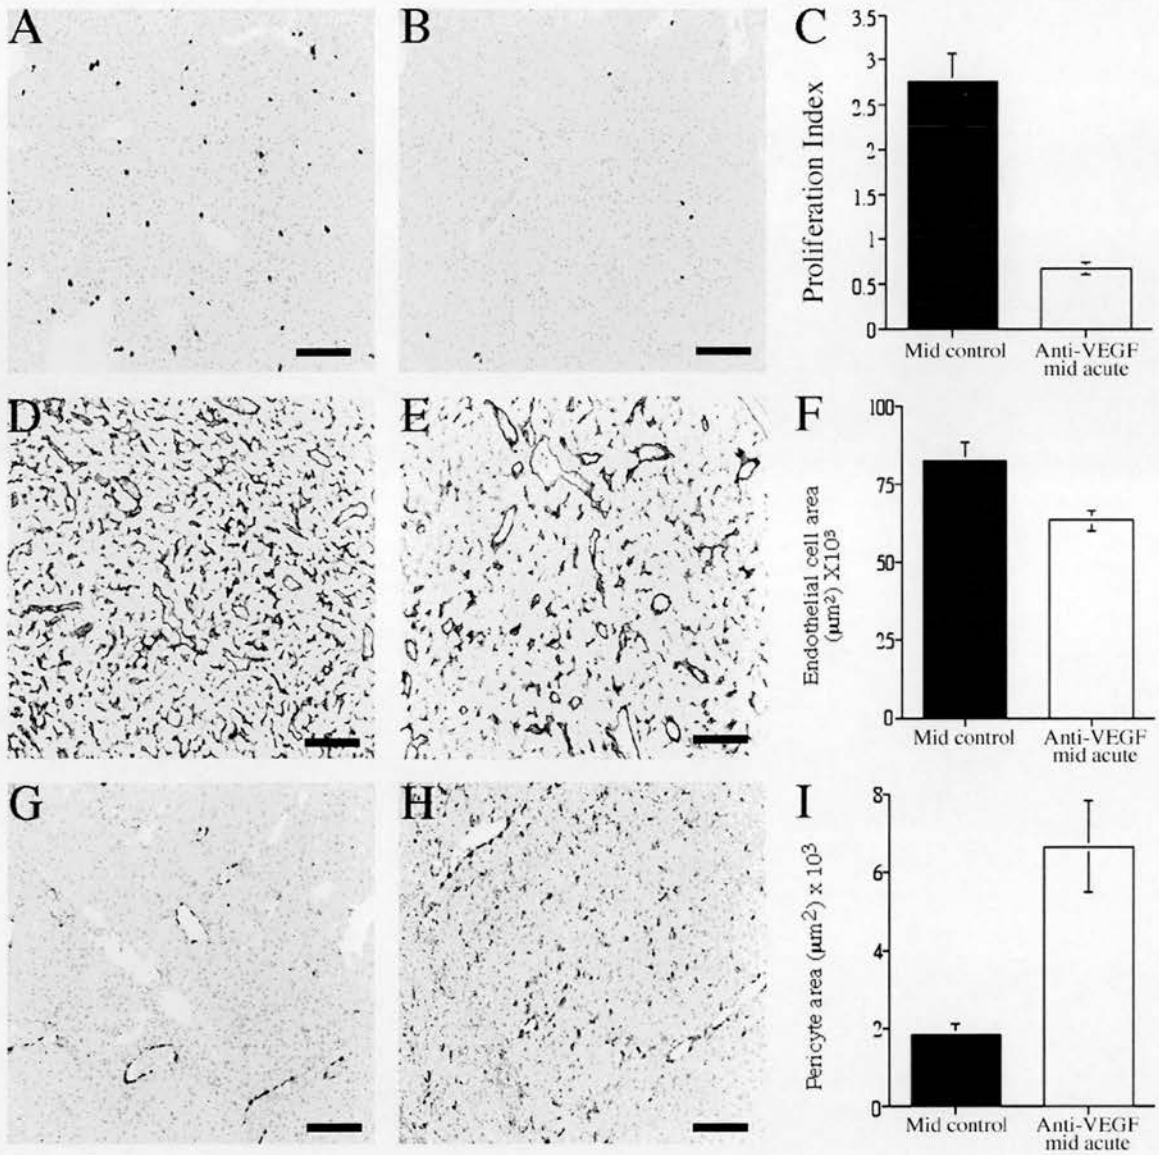 A
B
C
3.5
3
2.5
2
1.5
1
0.5
0
Proliferation Index
Mid control
Anti-VEGF
mid acute
D
E
F
100
75
50
25
0
Endothelial cell area
(μm²) X10³
Mid control
Anti-VEGF
mid acute
G
H
I
8
6
4
2
0
Pericyte area (μm²) x 10³
Mid control
Anti-VEGF
mid acute